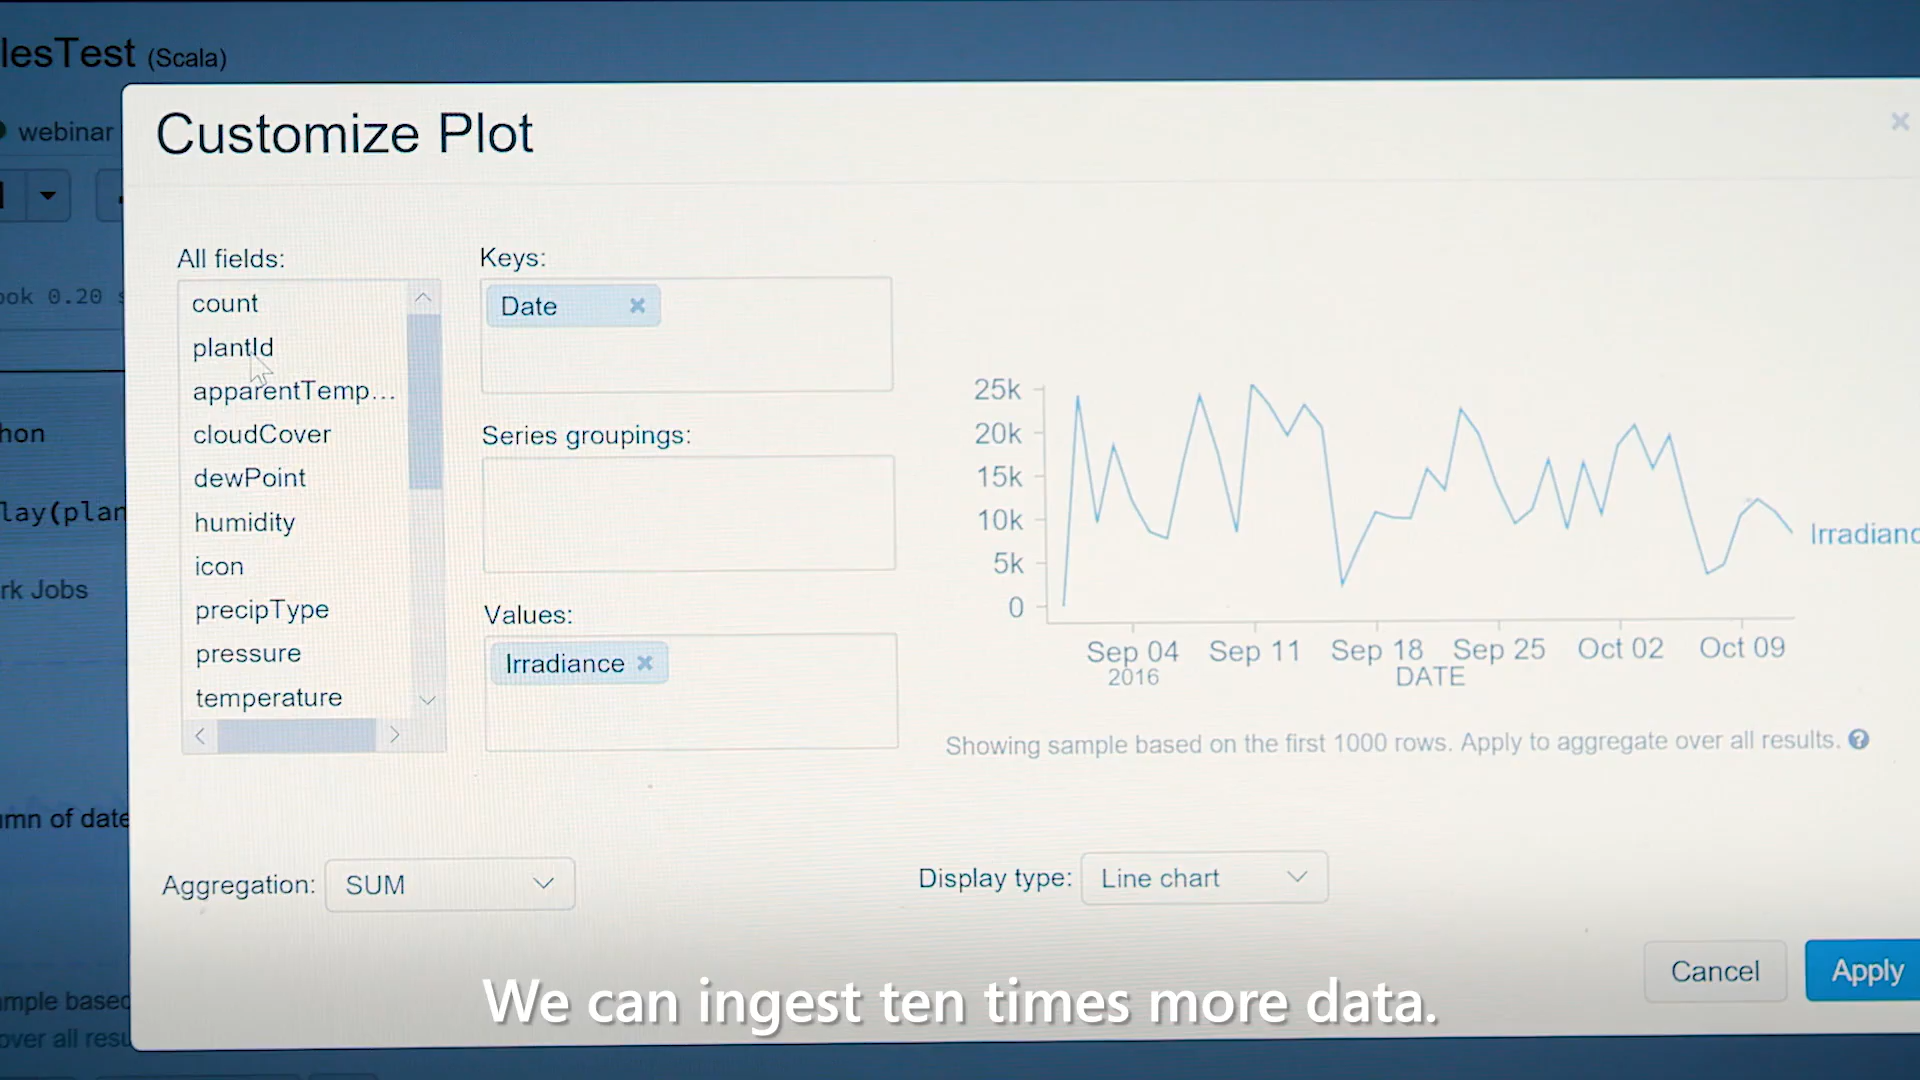 lesTest (Scala)
webinar
Customize Plot
ook 0.20 s
hon
lay(plan
rk Jobs
umn of date
ample based
over all resu
All fields:
count
plantId
apparentTemp...
cloudCover
dewPoint
humidity
icon
precipType
pressure
temperature
Keys:
Date
Series groupings:
Values:
Irradiance
25k
20k
15k
10k
5k
0
Irradianc
Sep 04 Sep 11 Sep 18 Sep 25 Oct 02 Oct 09
2016
DATE
Showing sample based on the first 1000 rows. Apply to aggregate over all results.
Aggregation: SUM
Display type: Line chart
Cancel
Apply
We can ingest ten times more data.